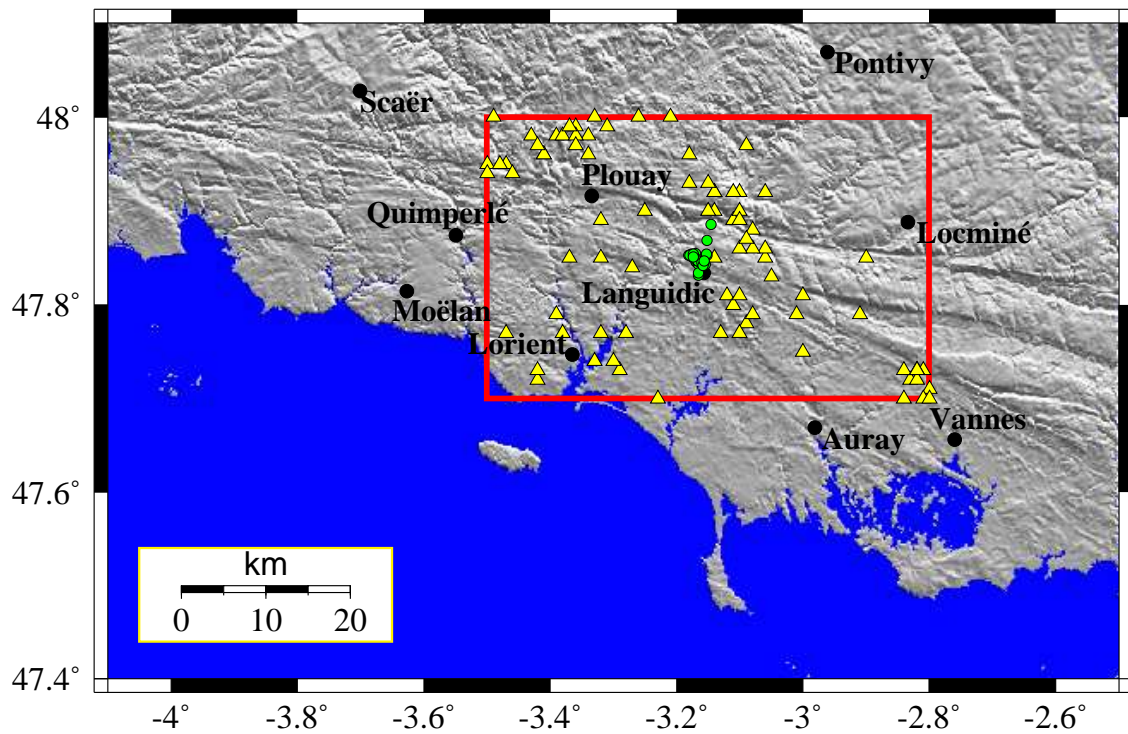 Pontivy
Scaër
48˚
Plouay
Quimperlé
Locminé
47.8˚
Languidic
Moëlan
Lorient
Vannes
Auray
47.6˚
km
0 10 20
47.4˚
-4˚ -3.8˚ -3.6˚ -3.4˚ -3.2˚ -3˚ -2.8˚ -2.6˚